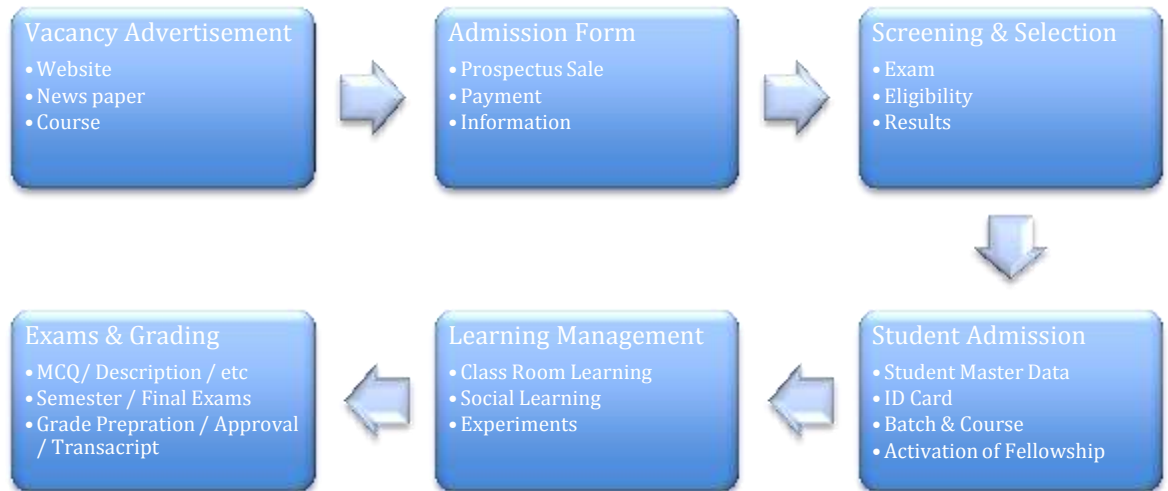 Vacancy Advertisement
•Website
•News paper
•Course
Admission Form
•Prospectus Sale
•Payment
•Information
Screening & Selection
•Exam
•Eligibility
•Results
Student Admission
•Student Master Data
•ID Card
•Batch & Course
•Activation of Fellowship
Learning Management
•Class Room Learning
•Social Learning
•Experiments
Exams & Grading
•MCQ/ Description / etc
•Semester / Final Exams
•Grade Prepration / Approval
/ Transacript